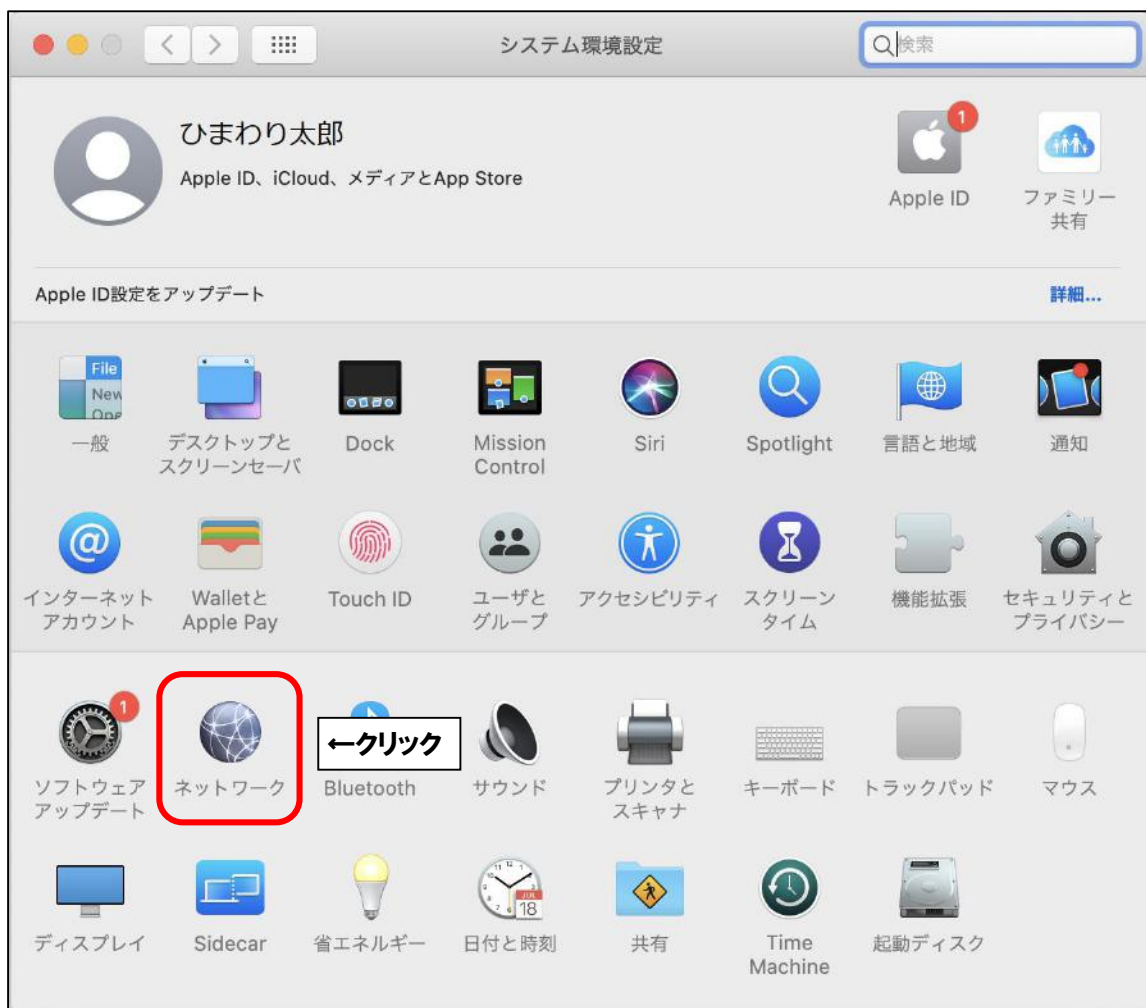 システム環境設定
検索
ひまわり太郎
Apple ID、iCloud、メディアとApp Store
1
Apple ID
ファミリー
共有
Apple ID設定をアップデート
詳細...
File
New
One
一般
デスクトップと
スクリーンセーバ
Dock
Mission
Control
Siri
Spotlight
言語と地域
通知
@
インターネット
アカウント
Walletと
Apple Pay
Touch ID
ユーザと
グループ
アクセシビリティ
スクリーン
タイム
機能拡張
セキュリティと
プライバシー
1
ソフトウェア
アップデート
ネットワーク
←クリック
Bluetooth
サウンド
プリンタと
スキャナ
キーボード
トラックパッド
マウス
ディスプレイ
Sidecar
省エネルギー
JUL
18
日付と時刻
共有
Time
Machine
起動ディスク